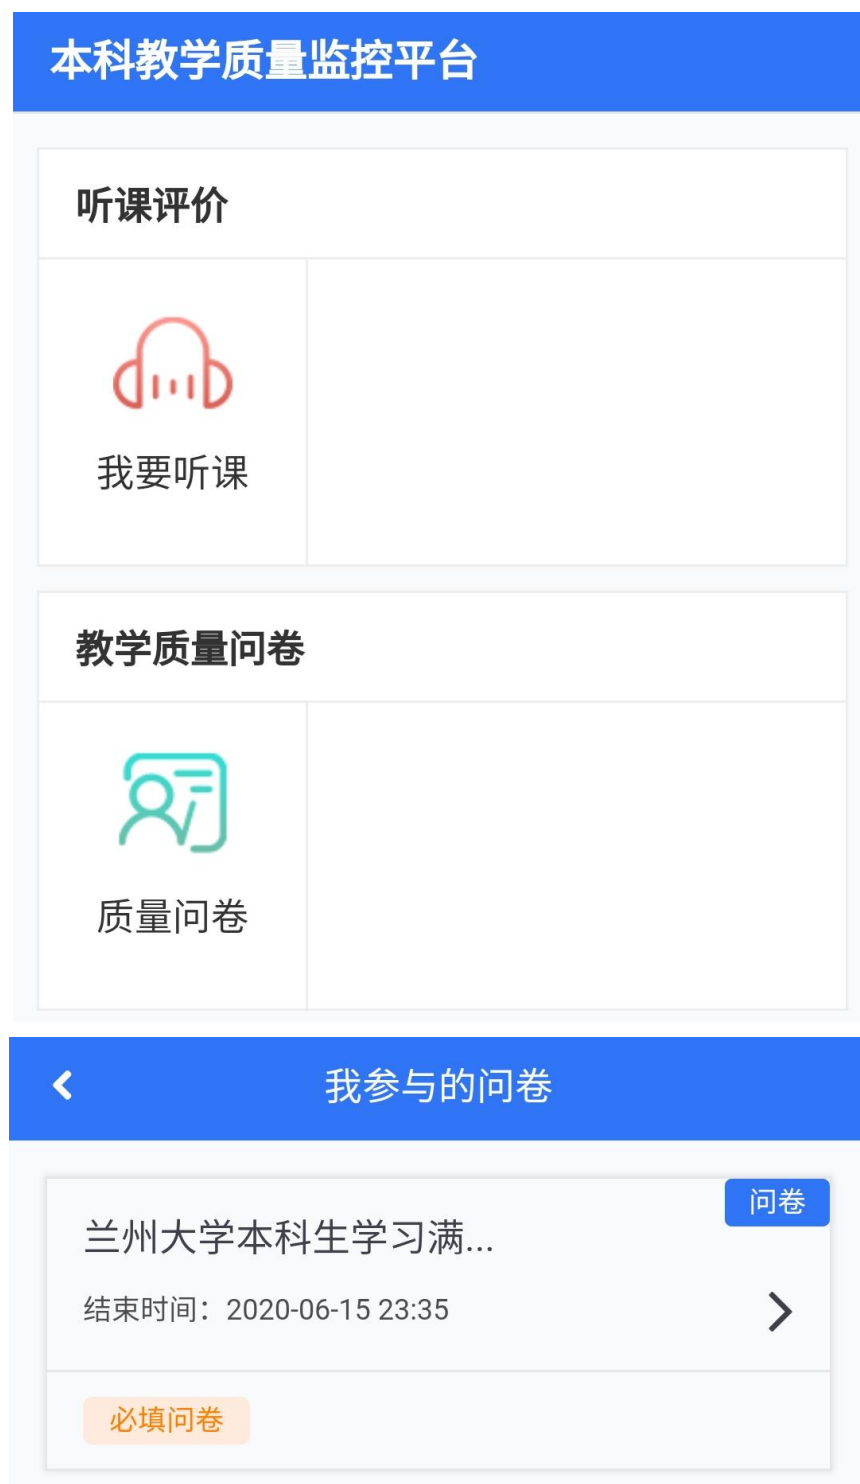 本科教学质量监控平台
听课评价
我要听课
教学质量问卷
质量问卷
我参与的问卷
问卷
兰州大学本科生学习满...
结束时间：2020-06-15 23:35
必填问卷